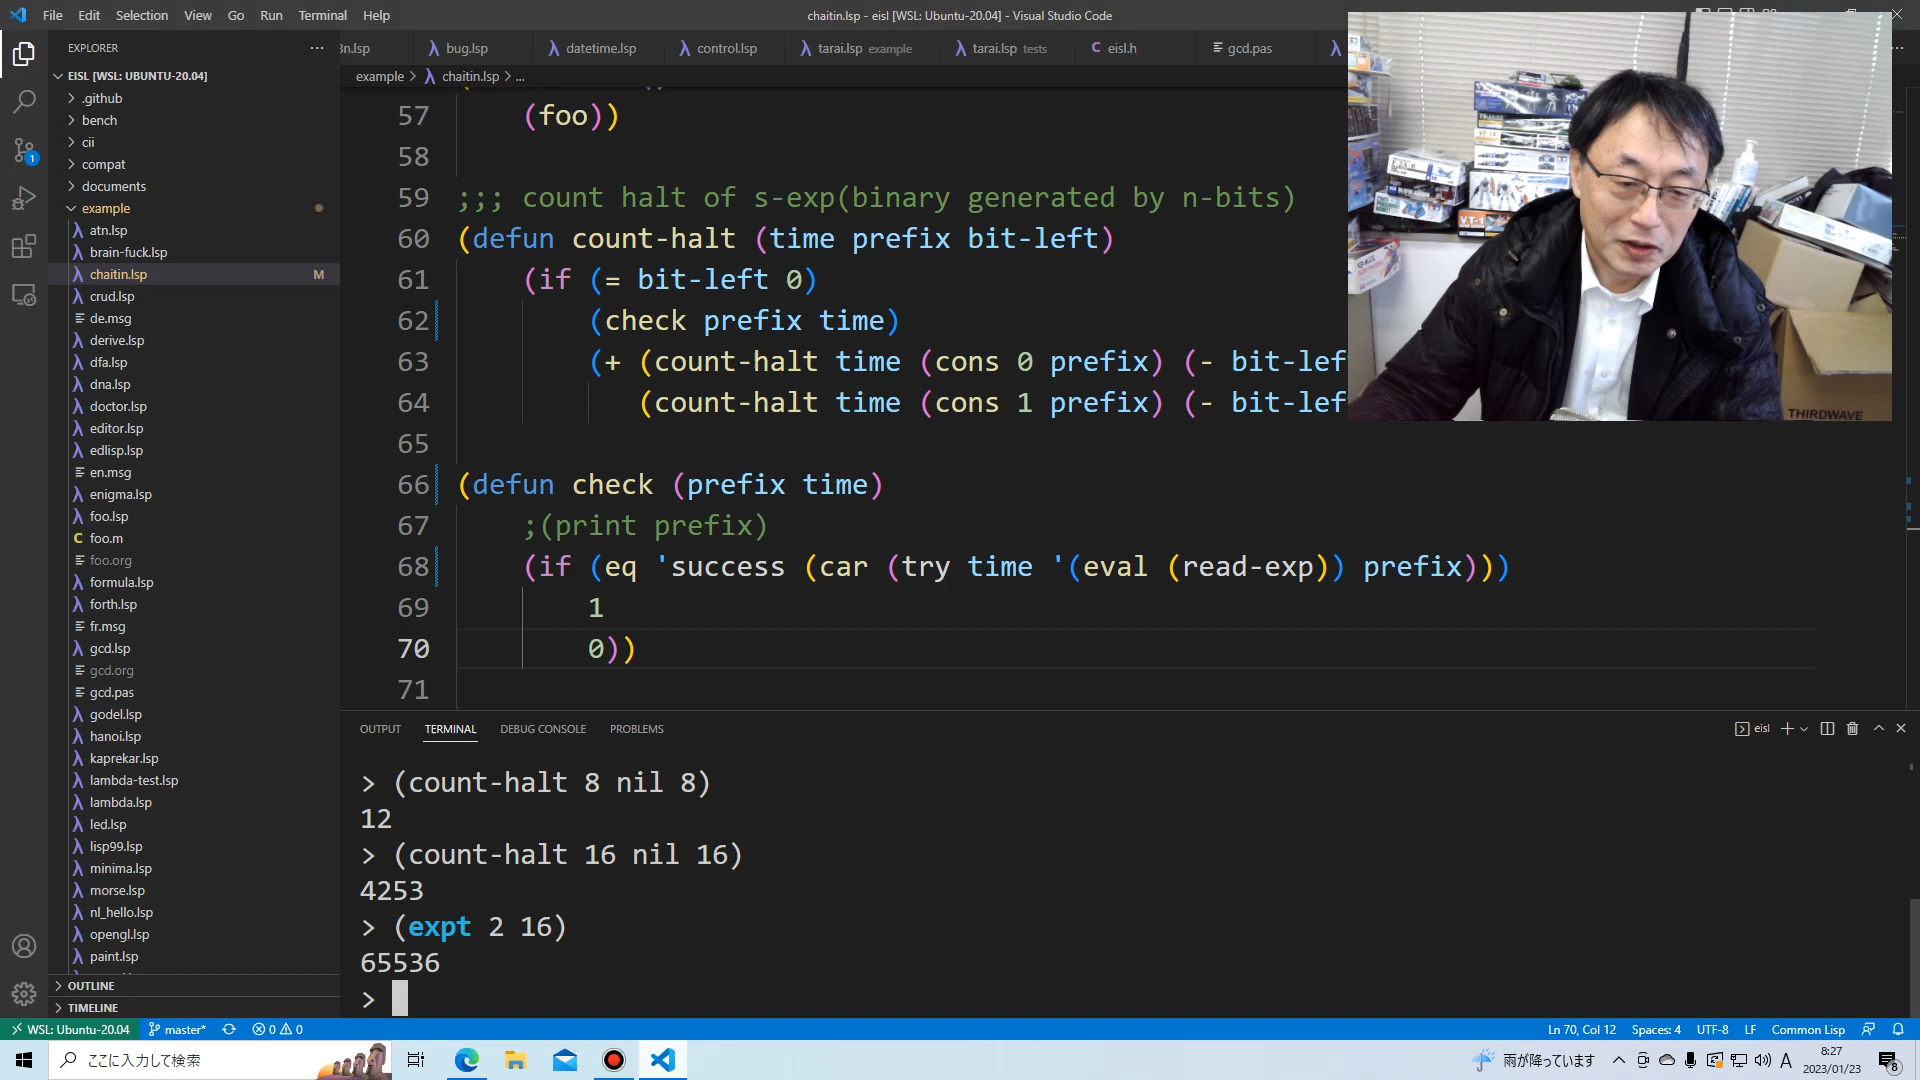 File Edit Selection View Go Run Terminal Help
chaitin.lsp - eisl [WSL: Ubuntu-20.04] - Visual Studio Code
EXPLORER
bug.lsp datetime.lsp control.lsp tarai.lsp example tarai.lsp tests C eisl.h gcd.pas
EISL [WSL: UBUNTU-20.04]
example > chaitin.lsp > ...
.github
bench
cii
compat
documents
example
atn.lsp
brain-fuck.lsp
chaitin.lsp M
crud.lsp
de.msg
derive.lsp
dfa.lsp
dna.lsp
doctor.lsp
editor.lsp
edlisp.lsp
en.msg
enigma.lsp
foo.lsp
C foo.m
foo.org
formula.lsp
forth.lsp
fr.msg
gcd.lsp
gcd.org
gcd.pas
godel.lsp
hanoi.lsp
kaprekar.lsp
lambda-test.lsp
lambda.lsp
led.lsp
lisp99.lsp
minima.lsp
morse.lsp
nl_hello.lsp
opengl.lsp
paint.lsp
OUTLINE
TIMELINE
57 (foo))
58
59 ;;; count halt of s-exp(binary generated by n-bits)
60 (defun count-halt (time prefix bit-left)
61 (if (= bit-left 0)
62 (check prefix time)
63 (+ (count-halt time (cons 0 prefix) (- bit-lef
64 (count-halt time (cons 1 prefix) (- bit-lef
65
66 (defun check (prefix time)
67 ;(print prefix)
68 (if (eq 'success (car (try time '(eval (read-exp)) prefix)))
69 1
70 0))
71
THIRDWAVE
OUTPUT TERMINAL DEBUG CONSOLE PROBLEMS
eisl
> (count-halt 8 nil 8)
12
> (count-halt 16 nil 16)
4253
> (expt 2 16)
65536
>
WSL: Ubuntu-20.04 master* 0 0
Ln 70, Col 12 Spaces: 4 UTF-8 LF Common Lisp
ここに入力して検索
雨が降っています
A
8:27
2023/01/23
8